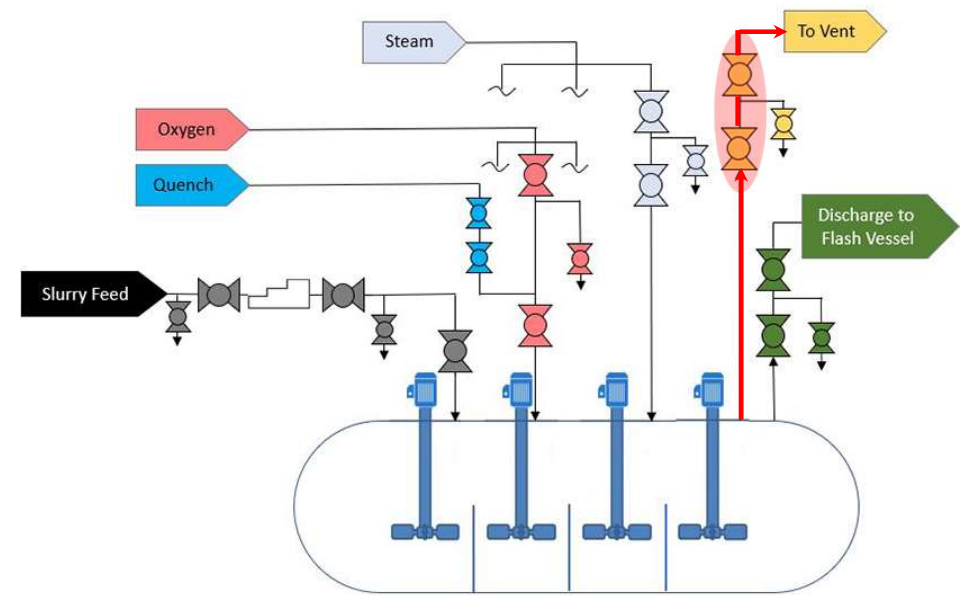 Steam
To Vent
Oxygen
Quench
Discharge to
Flash Vessel
Slurry Feed